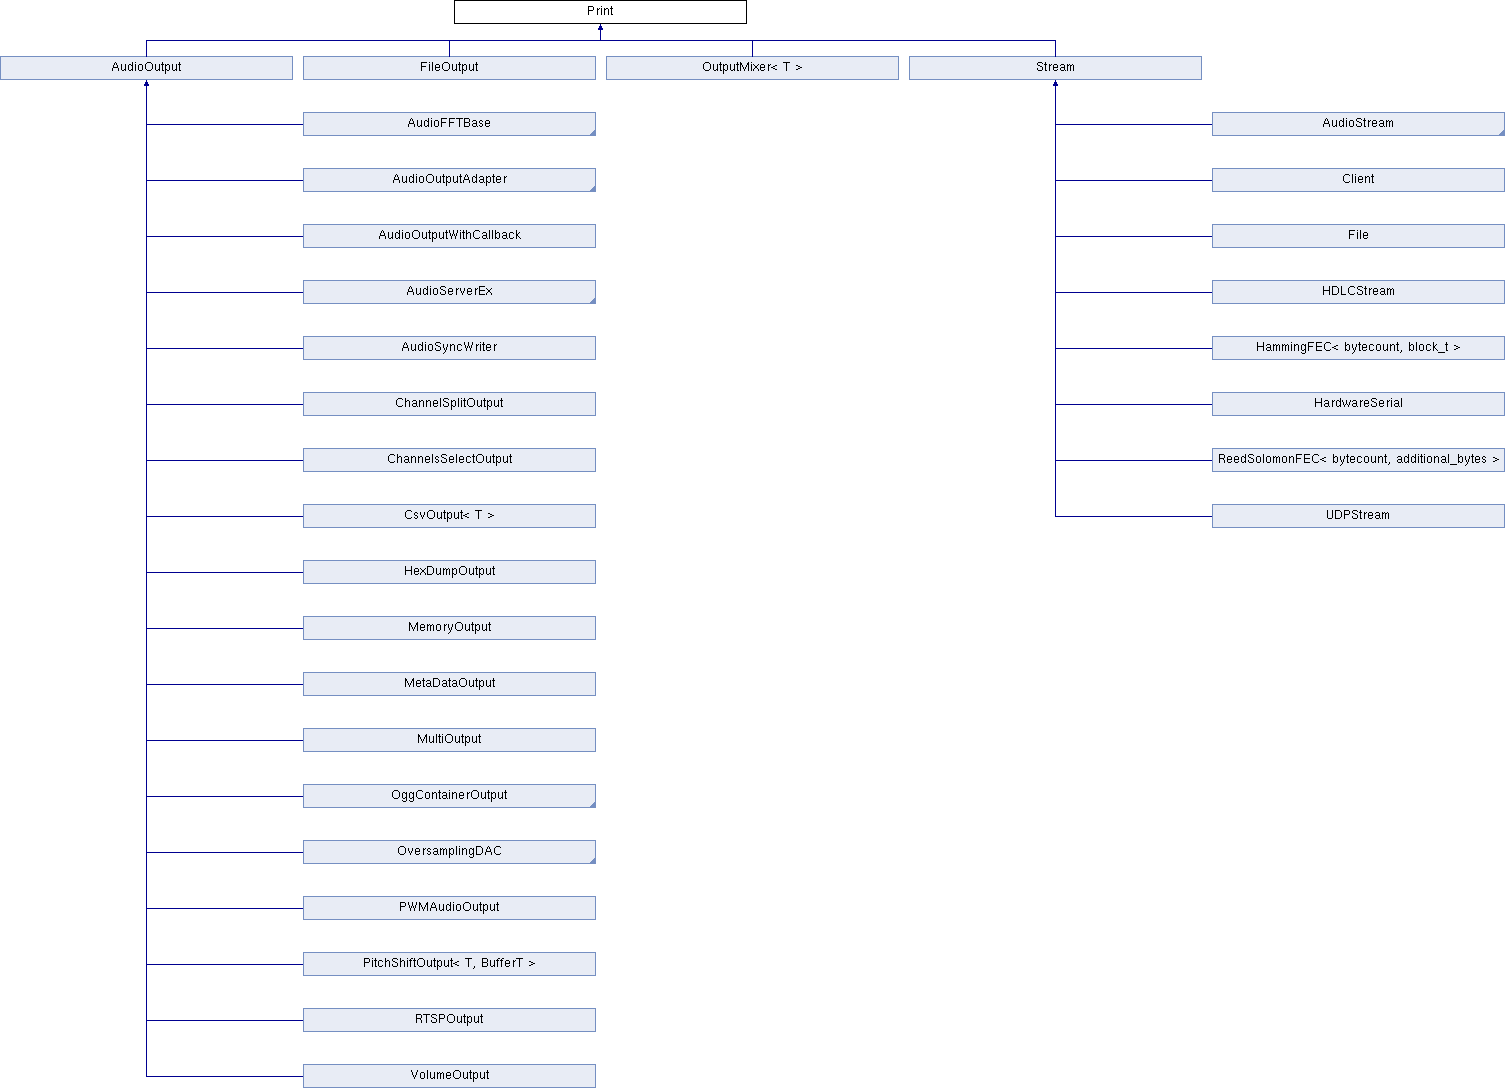 Print
AudioOutput
FileOutput
OutputMixer< T >
Stream
AudioFFTBase
AudioStream
AudioOutputAdapter
Client
AudioOutputWithCallback
File
AudioServerEx
HDLCStream
AudioSyncWriter
HammingFEC< bytecount, block_t >
ChannelSplitOutput
HardwareSerial
ChannelsSelectOutput
ReedSolomonFEC< bytecount, additional_bytes >
CsvOutput< T >
UDPStream
HexDumpOutput
MemoryOutput
MetaDataOutput
MultiOutput
OggContainerOutput
OversamplingDAC
PWMAudioOutput
PitchShiftOutput< T, BufferT >
RTSPOutput
VolumeOutput